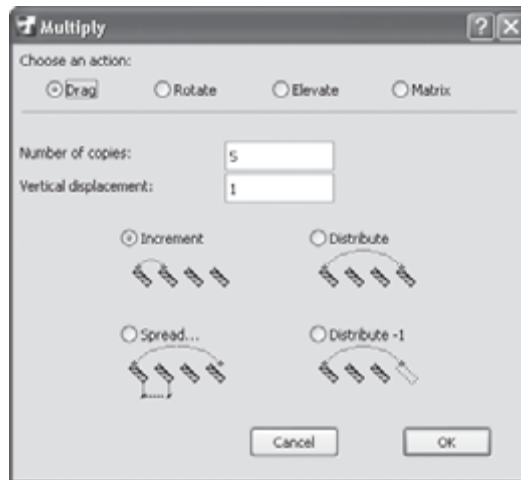 Multiply
Choose an action:
Drag Rotate Elevate Matrix
Number of copies: 5
Vertical displacement: 1
Increment Distribute
Spread... Distribute -1
Cancel OK